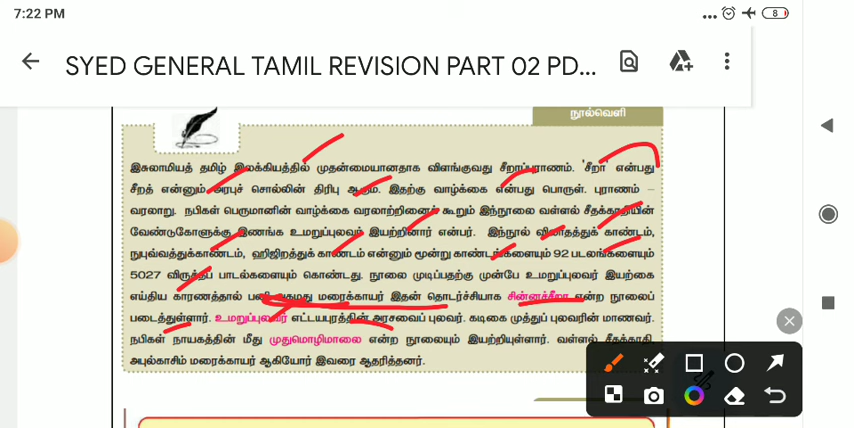 7:22 PM
8
SYED GENERAL TAMIL REVISION PART 02 PD...
நூல்வெளி
இசுலாமியத் தமிழ் இலக்கியத்தில் முதன்மையானதாக விளங்குவது சீறாப்புராணம். 'சீறா' என்பது
சீறத் என்னும் அரபுச் சொல்லின் திரிபு ஆகும். இதற்கு வாழ்க்கை என்பது பொருள். புராணம் –
வரலாறு. நபிகள் பெருமானின் வாழ்க்கை வரலாற்றினைக் கூறும் இந்நூலை வள்ளல் சீதக்காதியின்
வேண்டுகோளுக்கு இணங்க உமறுப்புலவர் இயற்றினார் என்பர். இந்நூல் விலாதத்துக் காண்டம்,
நுபுவ்வத்துக்காண்டம், ஹிஜிறத்துக் காண்டம் என்னும் மூன்று காண்டங்களையும் 92 படலங்களையும்
5027 விருத்தப் பாடல்களையும் கொண்டது. நூலை முடிப்பதற்கு முன்பே உமறுப்புலவர் இயற்கை
எய்திய காரணத்தால் பனு அகமது மரைக்காயர் இதன் தொடர்ச்சியாக சின்னச்சீறா என்ற நூலைப்
படைத்துள்ளார். உமறுப்புலவர் எட்டயபுரத்தின் அரசவைப் புலவர். கடிகை முத்துப் புலவரின் மாணவர்.
நபிகள் நாயகத்தின் மீது முதுமொழிமாலை என்ற நூலையும் இயற்றியுள்ளார். வள்ளல் சீதக்காதி,
அபுல்காசிம் மரைக்காயர் ஆகியோர் இவரை ஆதரித்தனர்.